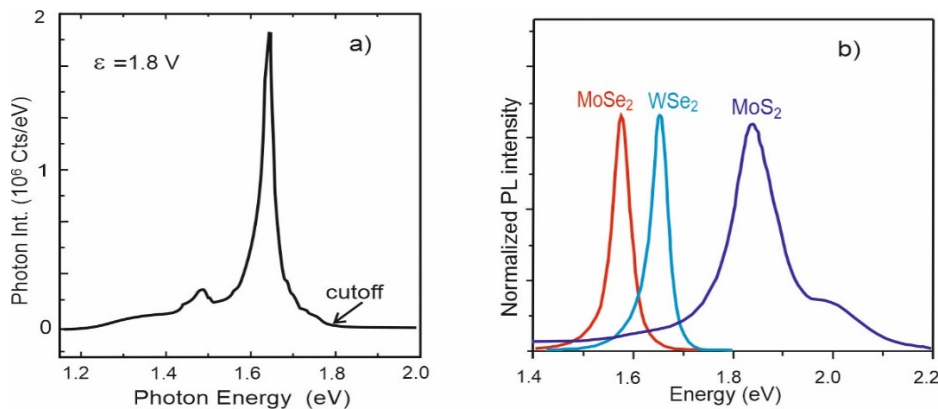 2
a)
ε =1.8 V
1
cutoff
0
1.2 1.4 1.6 1.8 2.0
Photon Energy (eV)
Photon Int. (10⁶ Cts/eV)
b)
MoSe₂ WSe₂ MoS₂
Normalized PL intensity
1.4 1.6 1.8 2.0 2.2
Energy (eV)